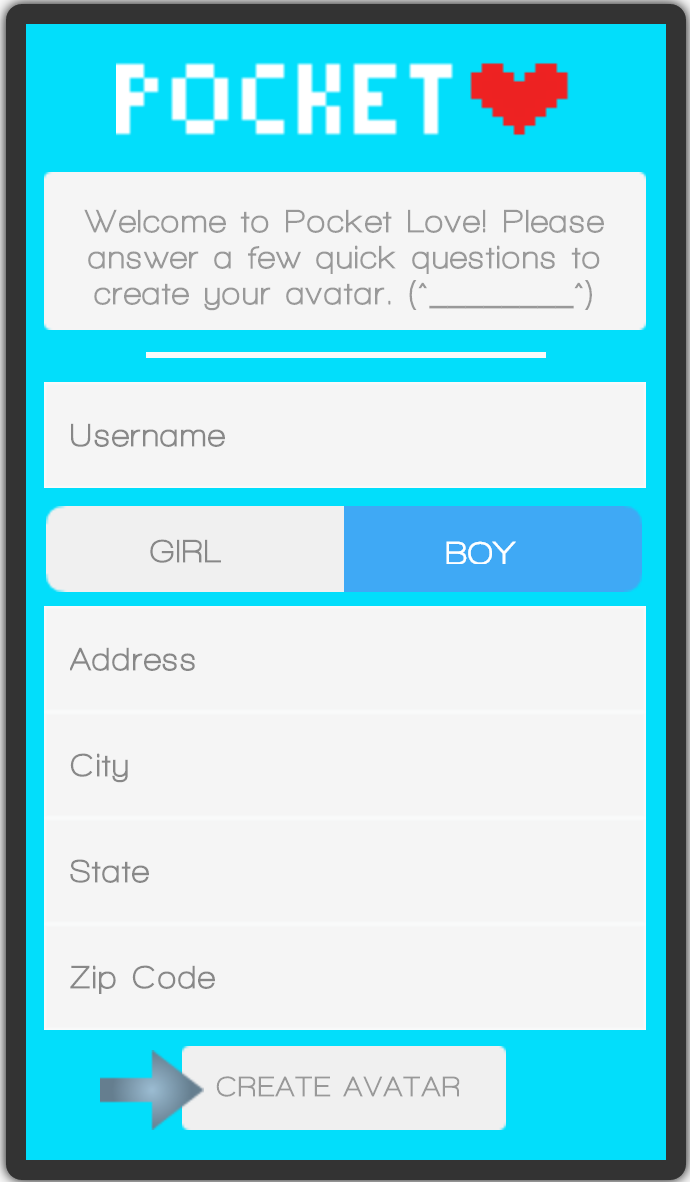 POCKET
Welcome to Pocket Love! Please
answer a few quick questions to
create your avatar. (^_________^)
Username
GIRL BOY
Address
City
State
Zip Code
CREATE AVATAR